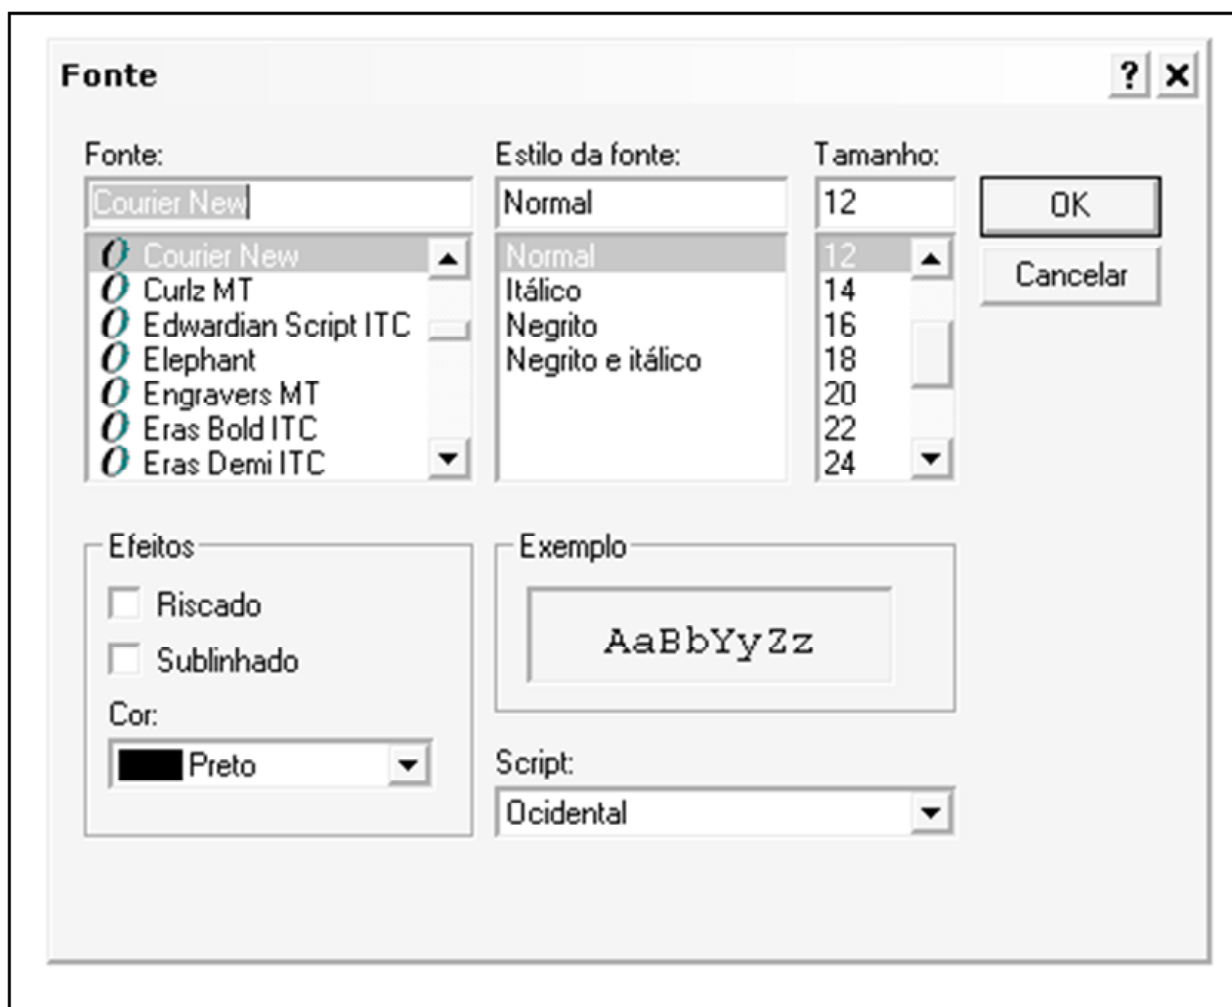 Fonte
Fonte:
Courier New
Courier New
Curlz MT
Edwardian Script ITC
Elephant
Engravers MT
Eras Bold ITC
Eras Demi ITC
Estilo da fonte:
Normal
Normal
Itálico
Negrito
Negrito e itálico
Tamanho:
12
12
14
16
18
20
22
24
OK
Cancelar
Efeitos
Riscado
Sublinhado
Cor:
Preto
Exemplo
AaBbYyZz
Script:
Ocidental